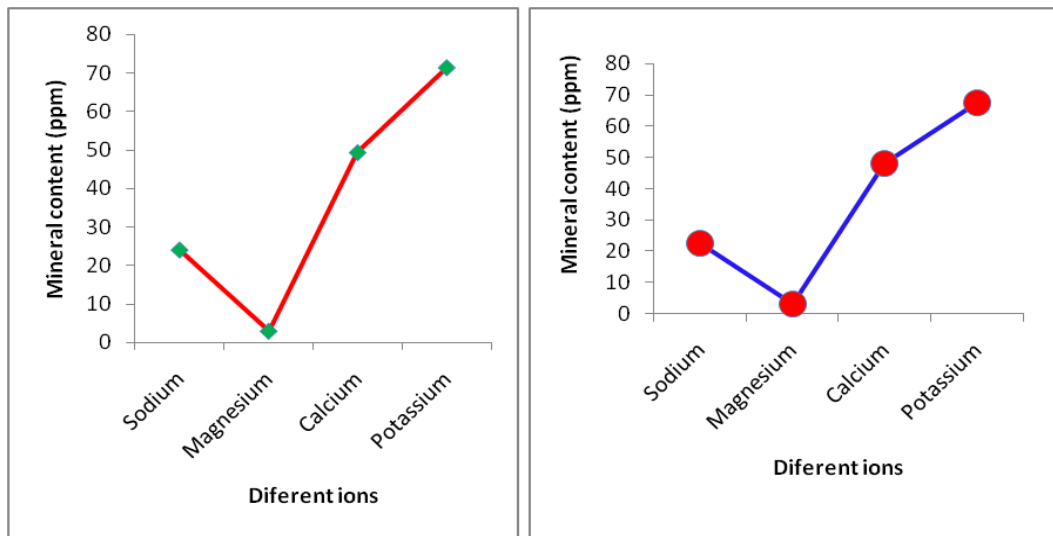 Mineral content (ppm)
80
70
60
50
40
30
20
10
0
Sodium
Magnesium
Calcium
Potassium
Diferent ions
Mineral content (ppm)
80
70
60
50
40
30
20
10
0
Sodium
Magnesium
Calcium
Potassium
Diferent ions